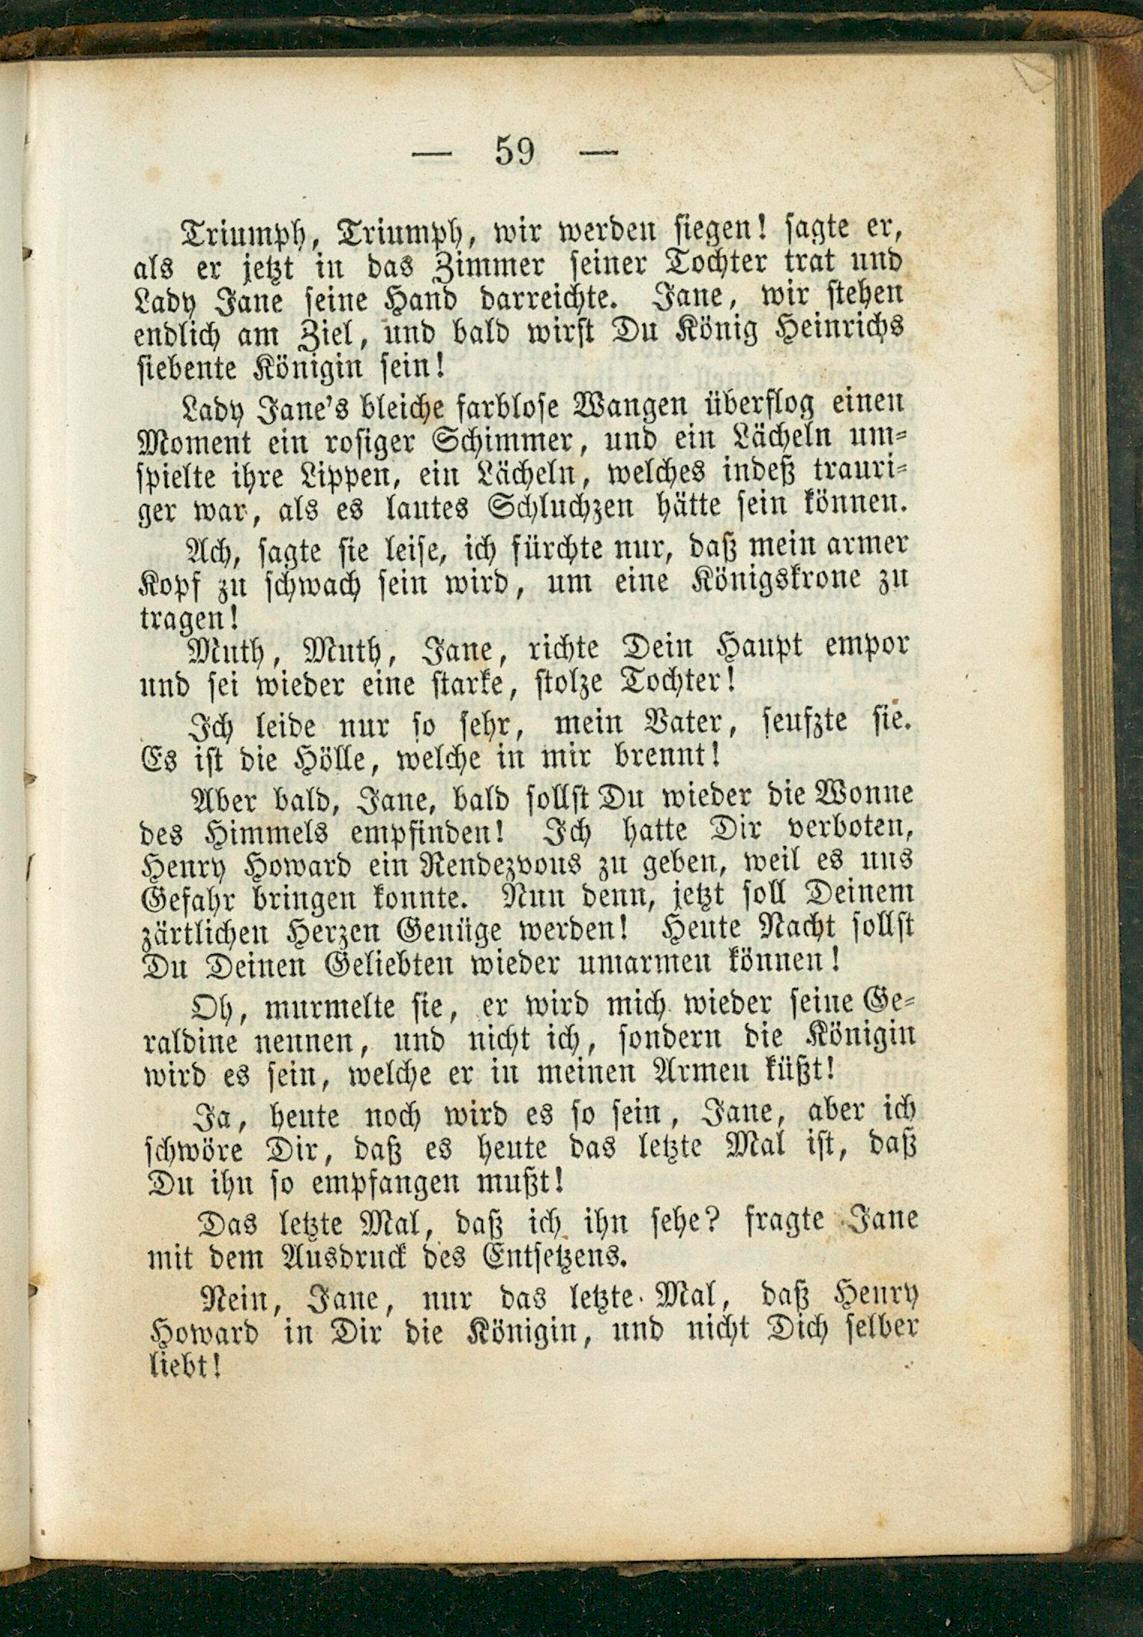 — 59 —
Triumph, Triumph, wir werden siegen! sagte er,
als er jetzt in das Zimmer seiner Tochter trat und
Lady Jane seine Hand darreichte. Jane, wir stehen
endlich am Ziel, und bald wirst Du König Heinrichs
siebente Königin sein!
Lady Jane's bleiche farblose Wangen überflog einen
Moment ein rosiger Schimmer, und ein Lächeln um-
spielte ihre Lippen, ein Lächeln, welches indeß trauri-
ger war, als es lautes Schluchzen hätte sein können.
Ach, sagte sie leise, ich fürchte nur, daß mein armer
Kopf zu schwach sein wird, um eine Königskrone zu
tragen!
Muth, Muth, Jane, richte Dein Haupt empor
und sei wieder eine starke, stolze Tochter!
Ich leide nur so sehr, mein Vater, seufzte sie.
Es ist die Hölle, welche in mir brennt!
Aber bald, Jane, bald sollst Du wieder die Wonne
des Himmels empfinden! Ich hatte Dir verboten,
Henry Howard ein Rendezvous zu geben, weil es uns
Gefahr bringen konnte. Nun denn, jetzt soll Deinem
zärtlichen Herzen Genüge werden! Heute Nacht sollst
Du Deinen Geliebten wieder umarmen können!
Oh, murmelte sie, er wird mich wieder seine Ge-
raldine nennen, und nicht ich, sondern die Königin
wird es sein, welche er in meinen Armen küßt!
Ja, heute noch wird es so sein, Jane, aber ich
schwöre Dir, daß es heute das letzte Mal ist, daß
Du ihn so empfangen mußt!
Das letzte Mal, daß ich ihn sehe? fragte Jane
mit dem Ausdruck des Entsetzens.
Nein, Jane, nur das letzte Mal, daß Henry
Howard in Dir die Königin, und nicht Dich selber
liebt!